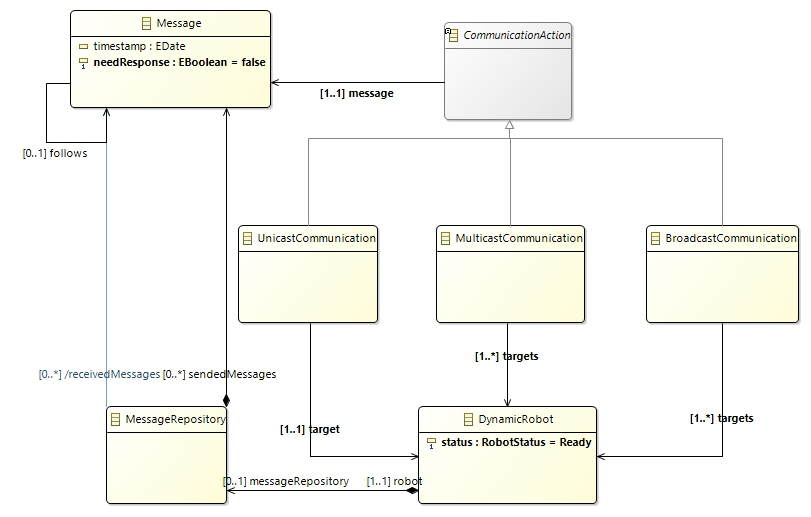 Message
timestamp : EDate
needResponse : EBoolean = false
CommunicationAction
[1..1] message
[0..1] follows
UnicastCommunication
MulticastCommunication
BroadcastCommunication
[1..*] targets
[0..*] /receivedMessages
[0..*] sendedMessages
MessageRepository
[1..1] target
DynamicRobot
status : RobotStatus = Ready
[1..*] targets
[0..1] messageRepository
[1..1] robot